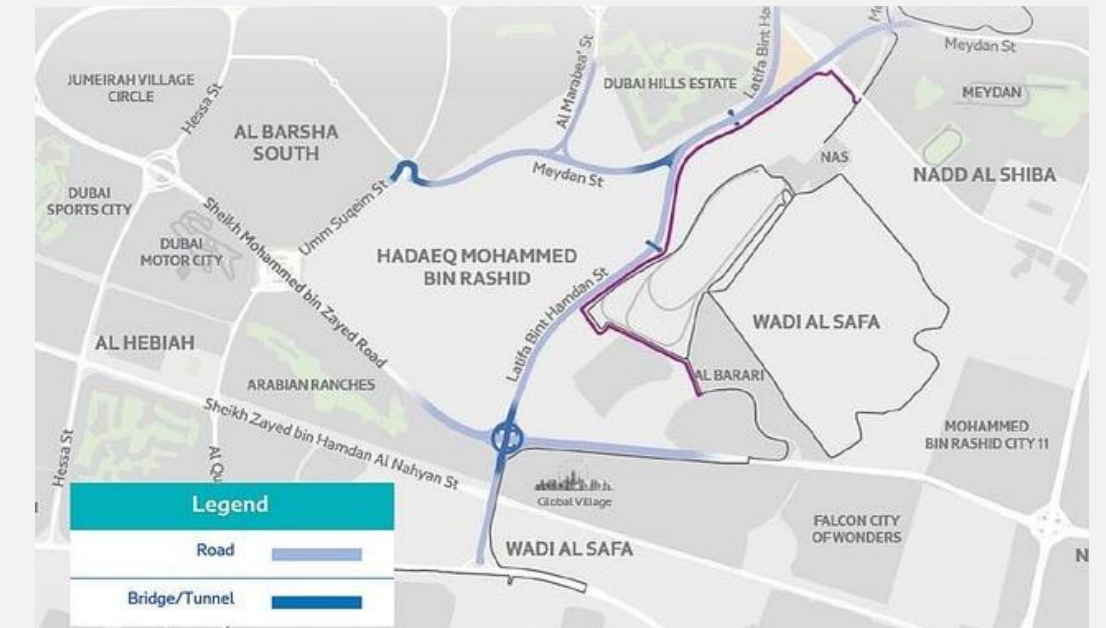 Meydan St
JUMEIRAH VILLAGE
CIRCLE
Hessa St
AL BARSHA
SOUTH
Al Marabea' St
DUBAI HILLS ESTATE
Latifa Bint
MEYDAN
NAS
NADD AL SHIBA
Meydan St
DUBAI
SPORTS CITY
Umm Suqeim St
DUBAI
MOTOR CITY
Sheikh Mohammed bin Zayed Road
HADAEQ MOHAMMED
BIN RASHID
Latifa Bint Hamdan St
WADI AL SAFA
AL HEBIAH
ARABIAN RANCHES
AL BARARI
Sheikh Zayed bin Hamdan Al Nahyan St
MOHAMMED
BIN RASHID CITY 11
Hessa St
Al Qu
Global Village
FALCON CITY
OF WONDERS
WADI AL SAFA
N
Legend
Road
Bridge/Tunnel